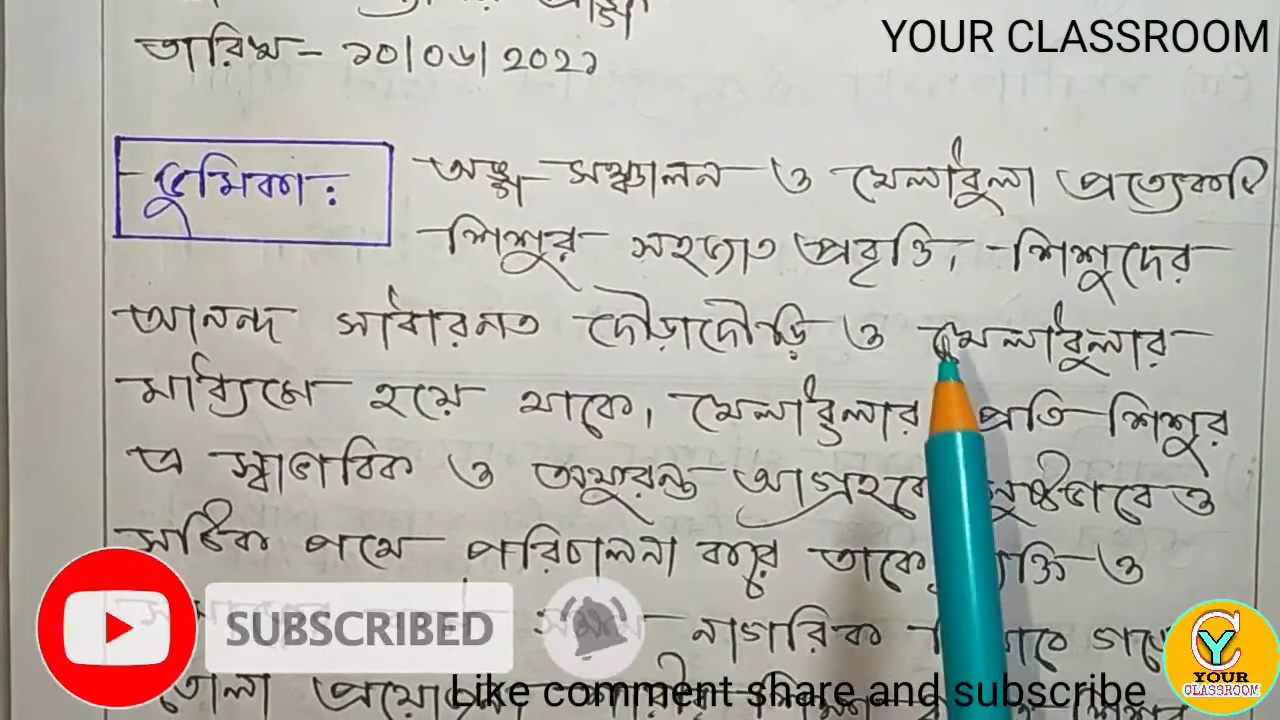 YOUR CLASSROOM
তারিখ - ১০/০৬/২০২১
ভূমিকা: অঙ্গ সঞ্চালন ও খেলাধুলা প্রত্যেকটি
শিশুর সহজাত প্রবৃত্তি। শিশুদের
আনন্দ সাধারনত দৌড়াদৌড়ি ও খেলাধুলার
মাধ্যমে হয়ে থাকে। খেলাধুলার প্রতি শিশুর
এ স্বাভাবিক ও অফুরন্ত আগ্রহকে সুষ্ঠুভাবে ও
সঠিক পথে পরিচালনা করে তাকে ও
নাগরিক
তোলা
SUBSCRIBED
Like comment share and subscribe
YOUR
CLASSROOM